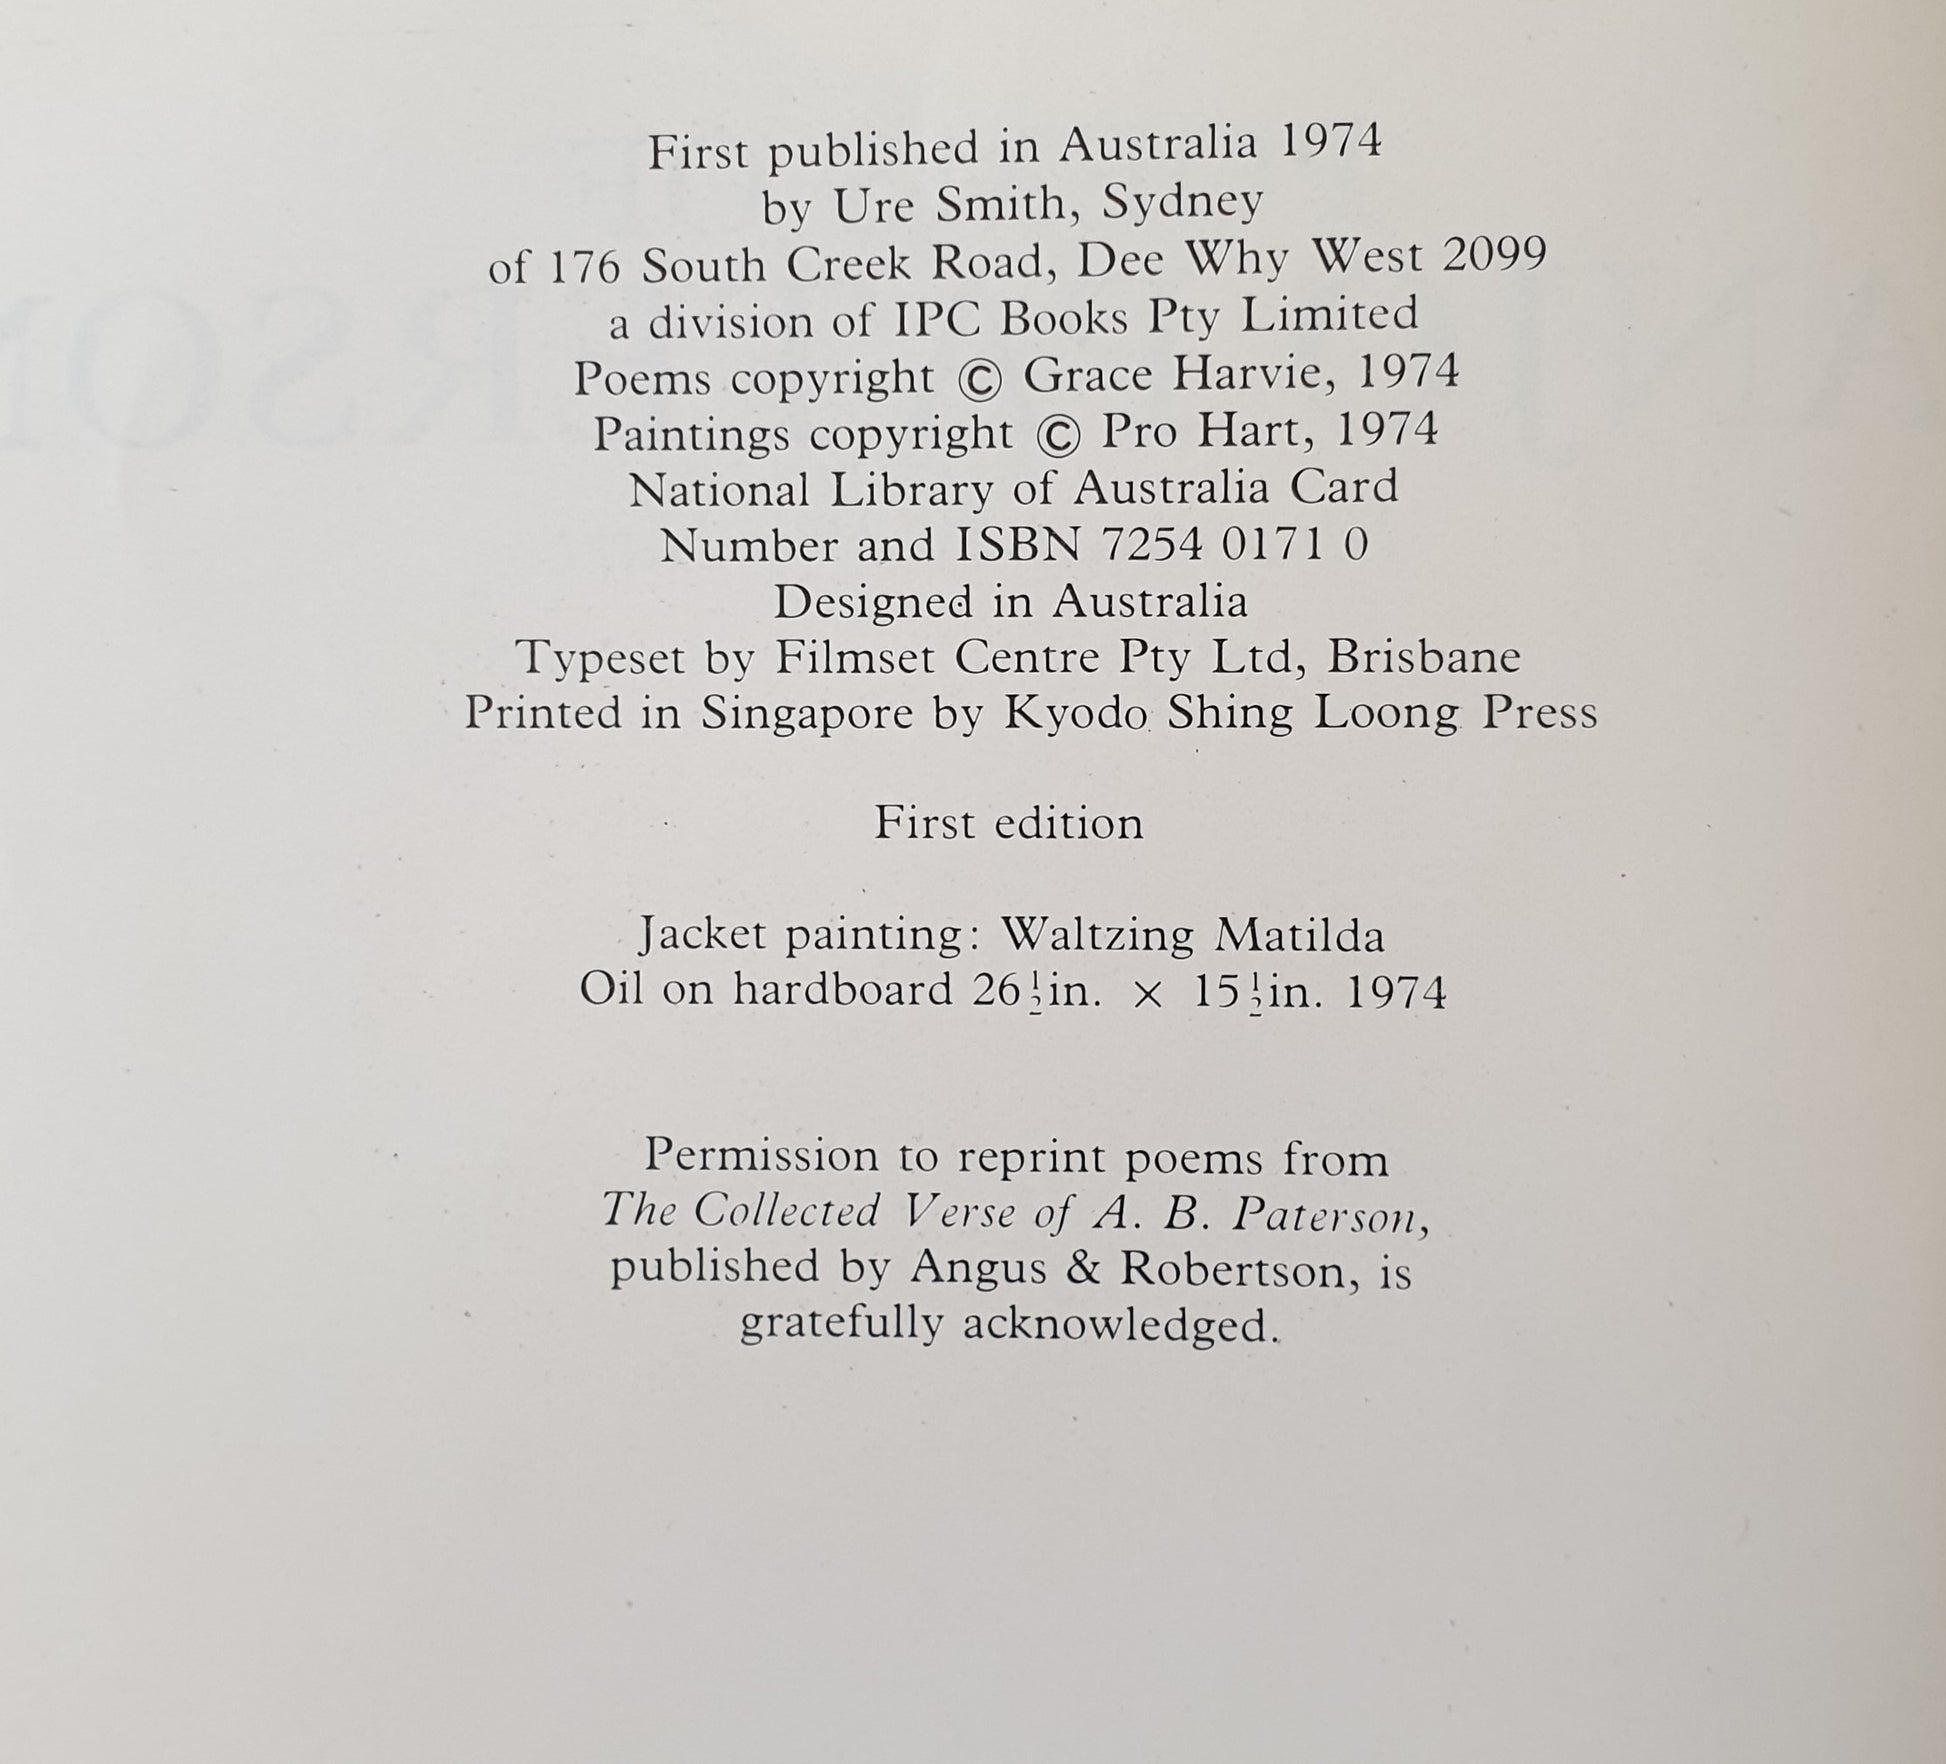 First published in Australia 1974
by Ure Smith, Sydney
of 176 South Creek Road, Dee Why West 2099
a division of IPC Books Pty Limited
Poems copyright © Grace Harvie, 1974
Paintings copyright © Pro Hart, 1974
National Library of Australia Card
Number and ISBN 7254 0171 0
Designed in Australia
Typeset by Filmset Centre Pty Ltd, Brisbane
Printed in Singapore by Kyodo Shing Loong Press
First edition
Jacket painting: Waltzing Matilda
Oil on hardboard 26½in. × 15½in. 1974
Permission to reprint poems from
The Collected Verse of A. B. Paterson,
published by Angus & Robertson, is
gratefully acknowledged.